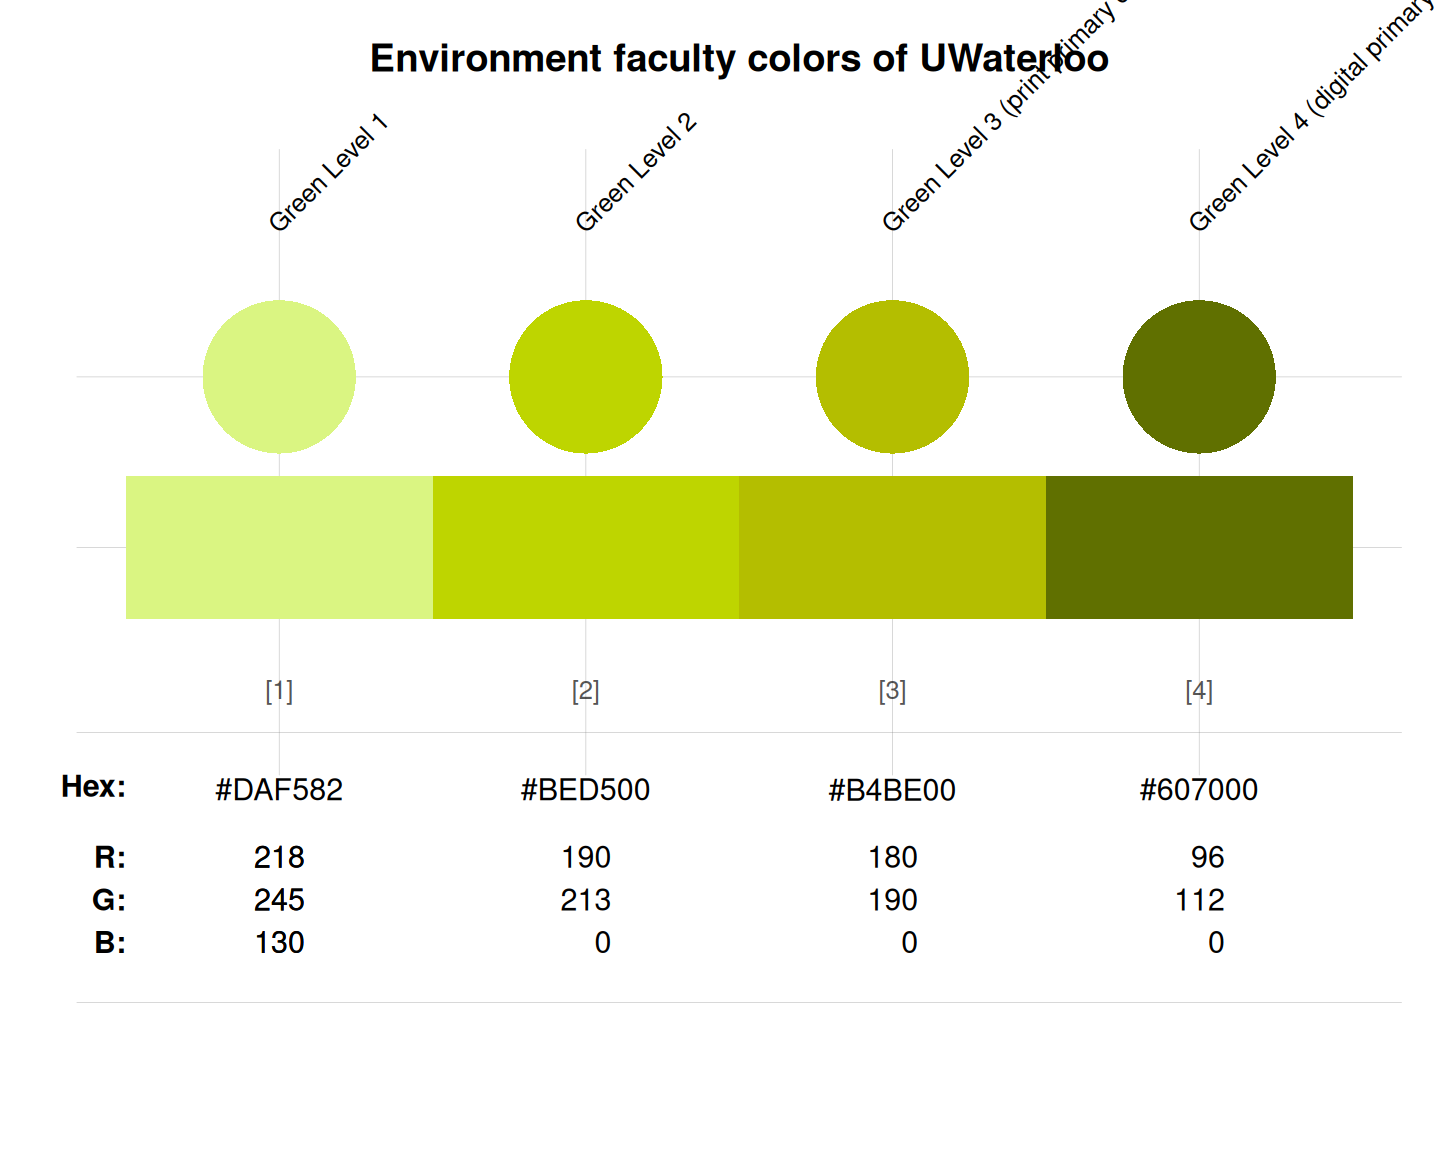 Environment faculty colors of UWaterloo
Green Level 1
Green Level 2
Green Level 3 (print primary
Green Level 4 (digital primary
[1] [2] [3] [4]
Hex: #DAF582 #BED500 #B4BE00 #607000
R: 218 190 180 96
G: 245 213 190 112
B: 130 0 0 0